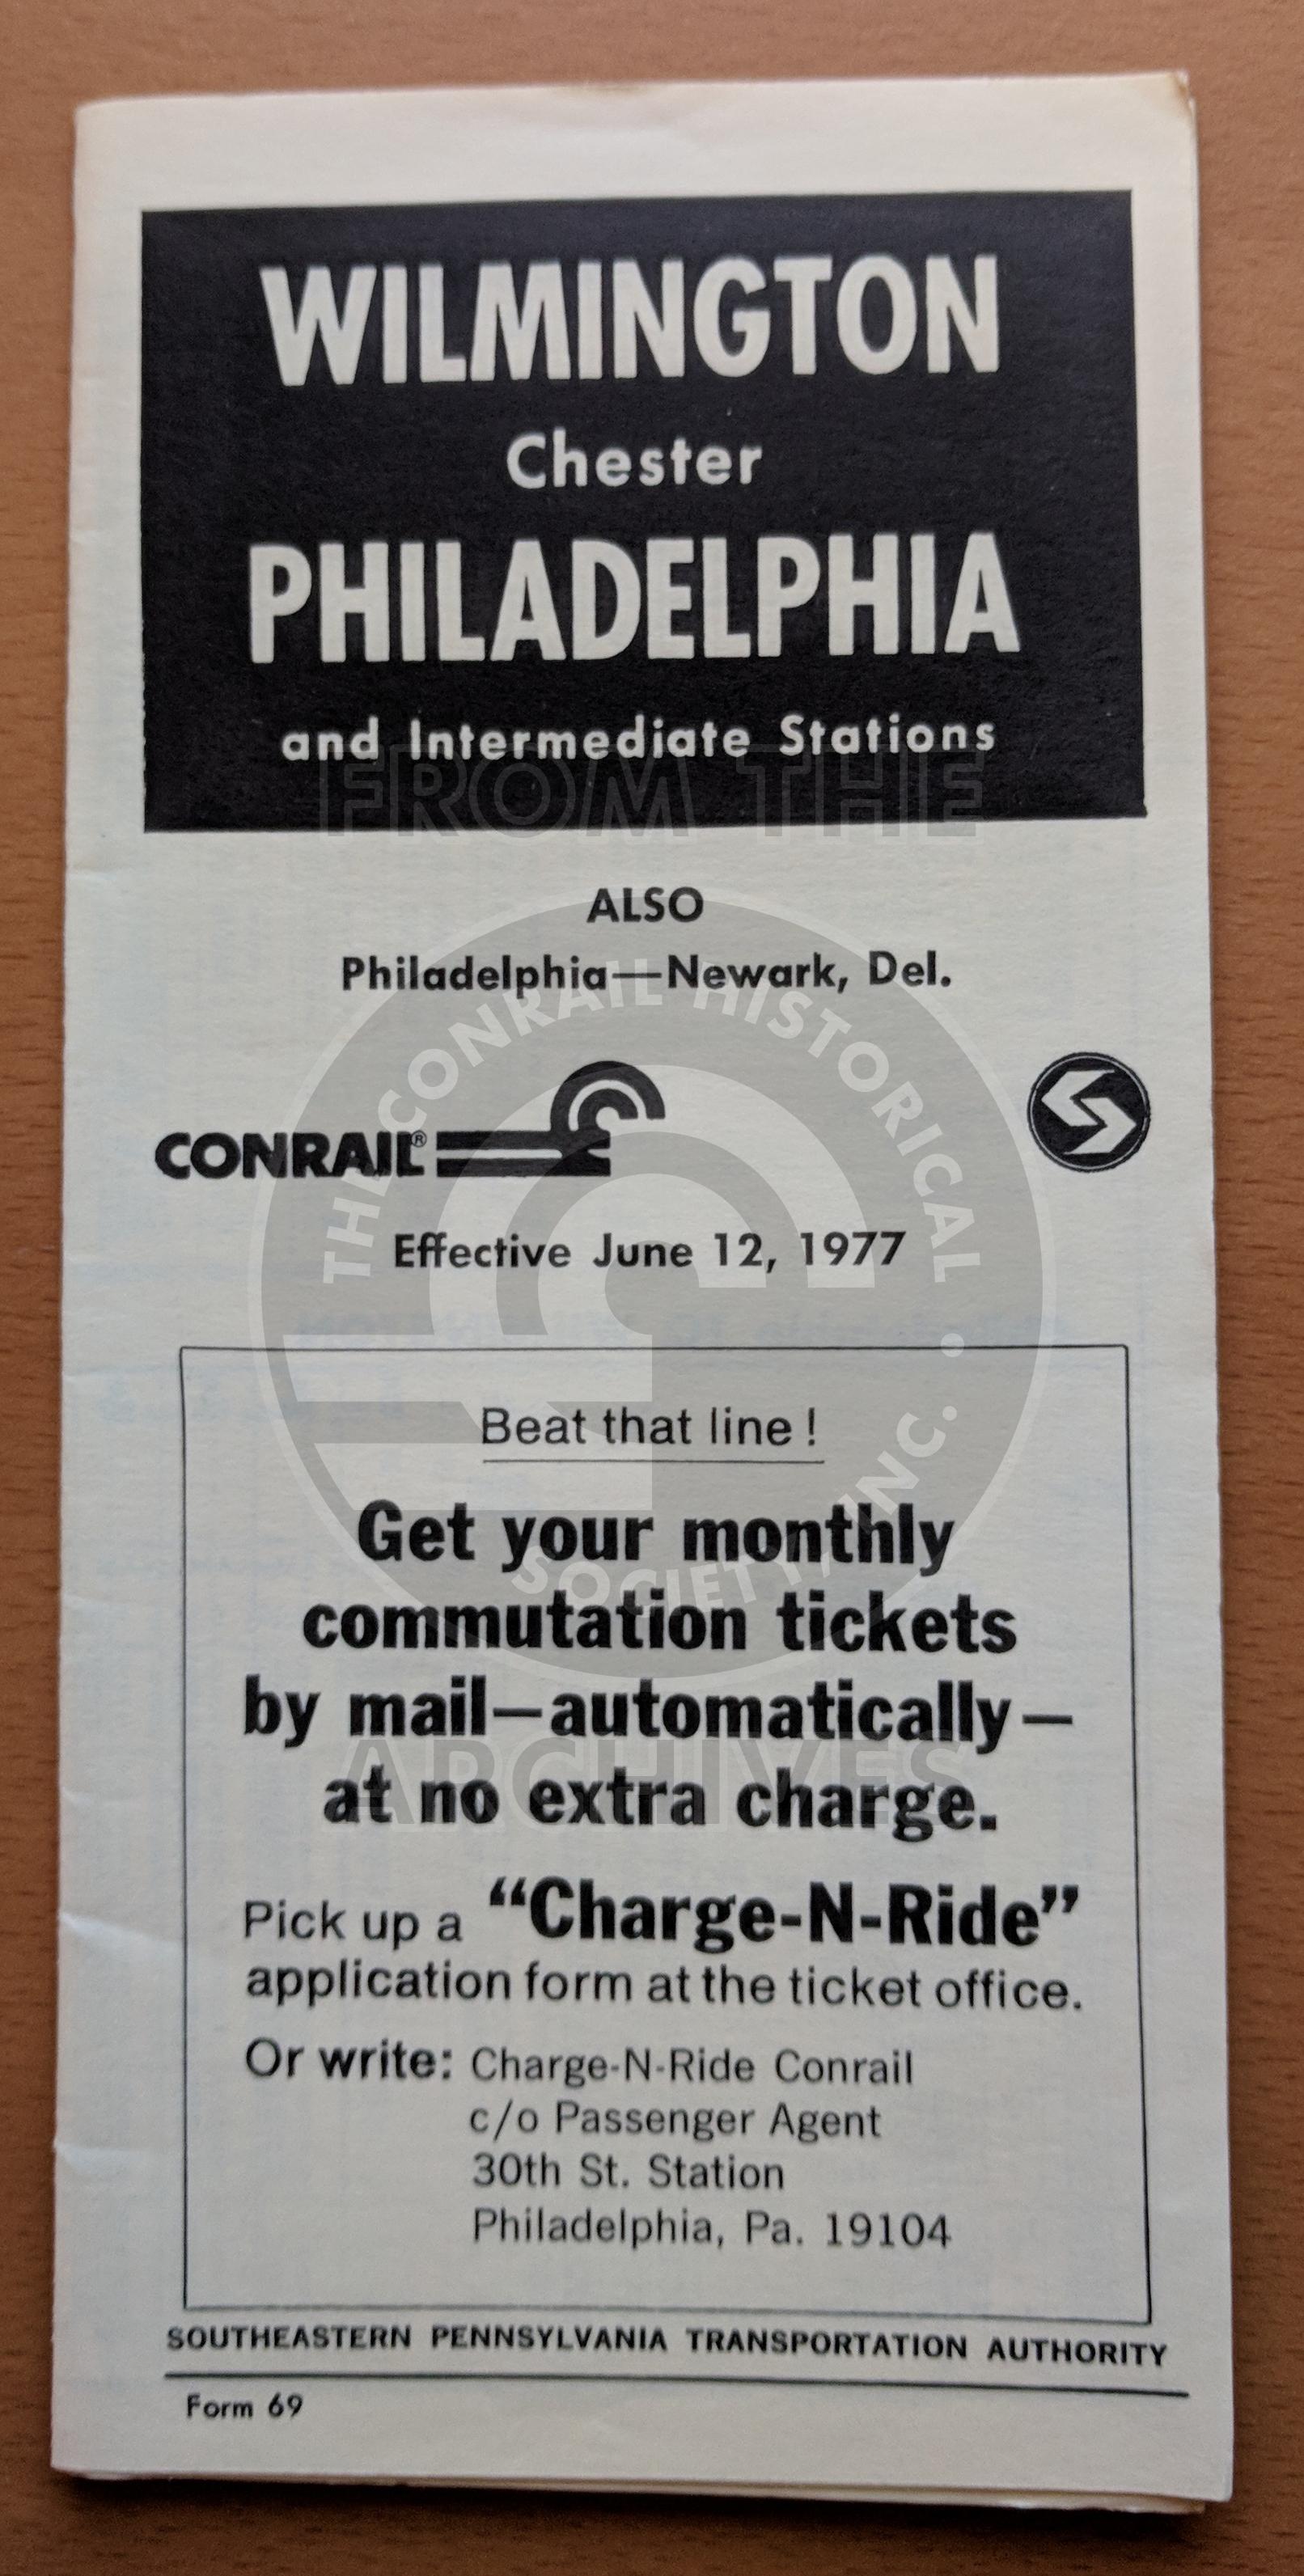 WILMINGTON
Chester
PHILADELPHIA
and Intermediate Stations
FROM THE
ALSO
Philadelphia—Newark, Del.
THE CONRAIL HISTORICAL • SOCIETY, INC.
CONRAIL®
Effective June 12, 1977
Beat that line!
Get your monthly
commutation tickets
by mail—automatically—
at no extra charge.
ARCHIVES
Pick up a "Charge-N-Ride"
application form at the ticket office.
Or write: Charge-N-Ride Conrail
c/o Passenger Agent
30th St. Station
Philadelphia, Pa. 19104
SOUTHEASTERN PENNSYLVANIA TRANSPORTATION AUTHORITY
Form 69